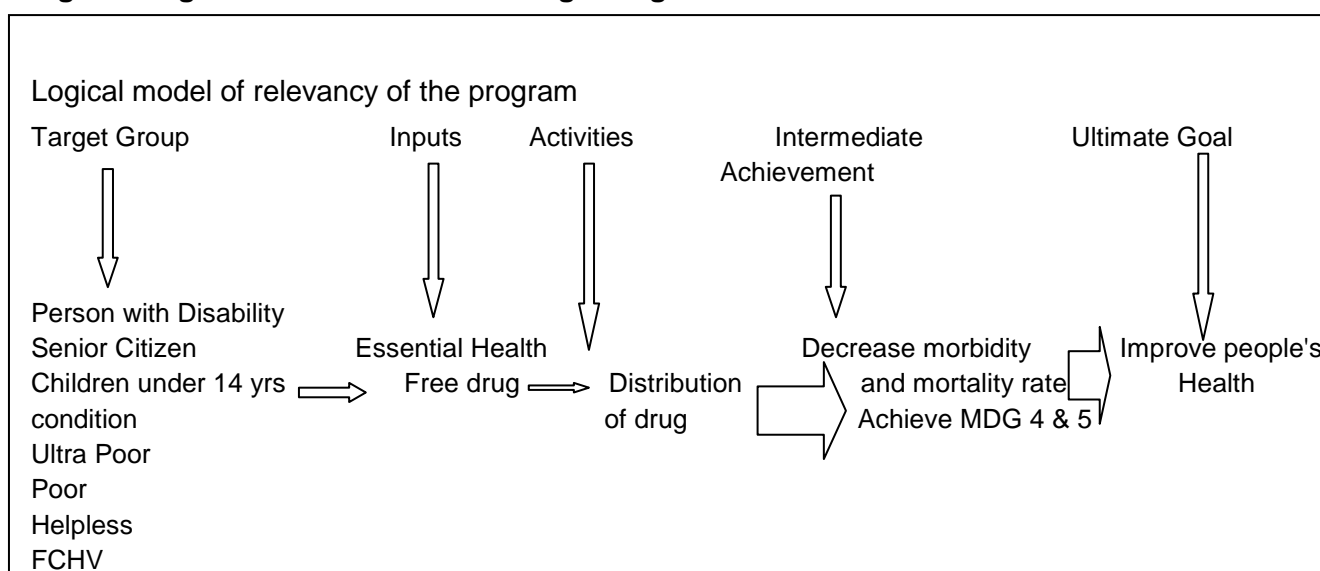 Logical model of relevancy of the program
Target Group Inputs Activities Intermediate Achievement Ultimate Goal
Person with Disability
Senior Citizen
Children under 14 yrs
condition
Ultra Poor
Poor
Helpless
FCHV
Essential Health
Free drug
Distribution
of drug
Decrease morbidity
and mortality rate
Achieve MDG 4 & 5
Improve people's
Health